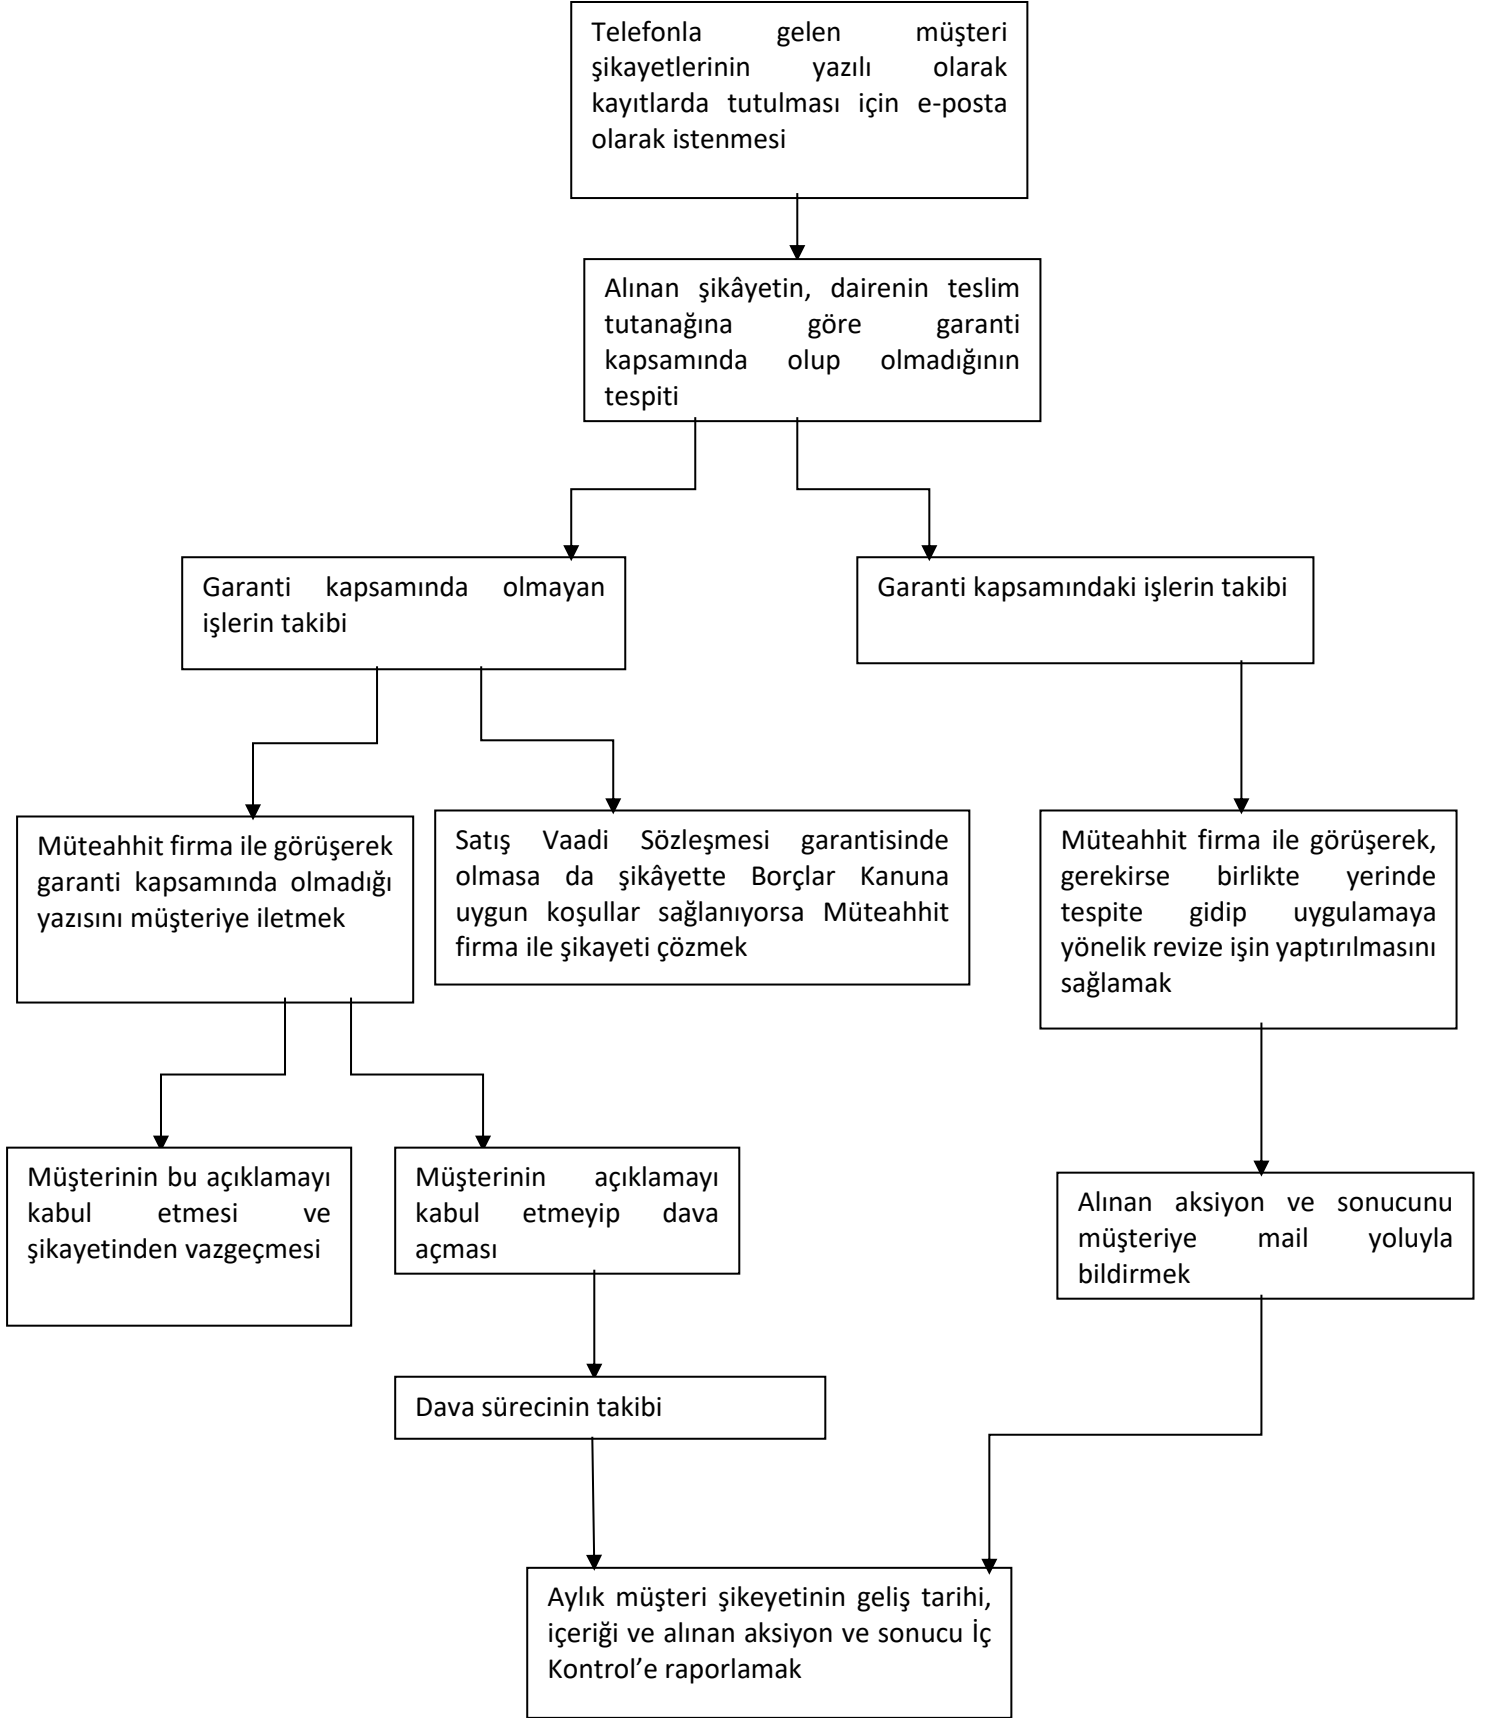 Telefonla gelen müşteri
şikayetlerinin yazılı olarak
kayıtlarda tutulması için e-posta
olarak istenmesi
Alınan şikâyetin, dairenin teslim
tutanağına göre garanti
kapsamında olup olmadığının
tespiti
Garanti kapsamında olmayan
işlerin takibi
Garanti kapsamındaki işlerin takibi
Müteahhit firma ile görüşerek
garanti kapsamında olmadığı
yazısını müşteriye iletmek
Satış Vaadi Sözleşmesi garantisinde
olmasa da şikâyette Borçlar Kanuna
uygun koşullar sağlanıyorsa Müteahhit
firma ile şikayeti çözmek
Müteahhit firma ile görüşerek,
gerekirse birlikte yerinde
tespite gidip uygulamaya
yönelik revize işin yaptırılmasını
sağlamak
Müşterinin bu açıklamayı
kabul etmesi ve
şikayetinden vazgeçmesi
Müşterinin açıklamayı
kabul etmeyip dava
açması
Alınan aksiyon ve sonucunu
müşteriye mail yoluyla
bildirmek
Dava sürecinin takibi
Aylık müşteri şikeyetinin geliş tarihi,
içeriği ve alınan aksiyon ve sonucu İç
Kontrol’e raporlamak